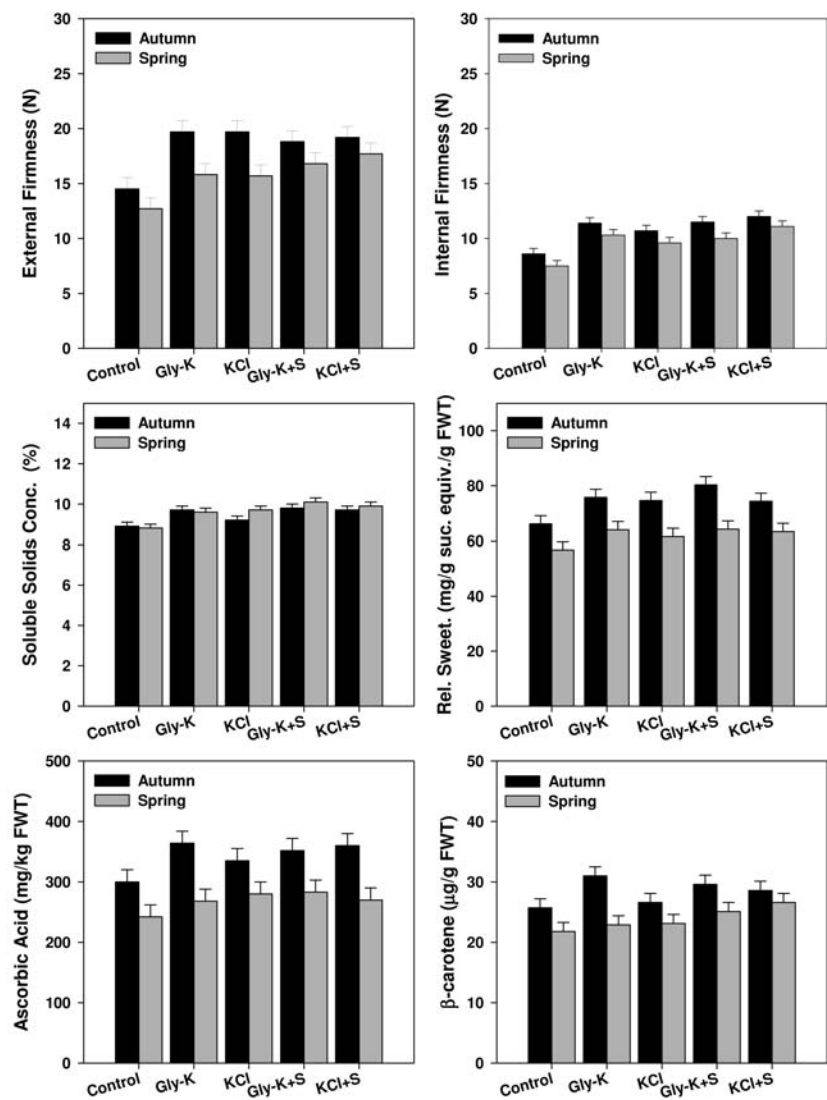 External Firmness (N)
30
25
20
15
10
5
0
Autumn
Spring
Control
Gly-K
KCl
Gly-K+S
KCl+S
Internal Firmness (N)
30
25
20
15
10
5
0
Autumn
Spring
Control
Gly-K
KCl
Gly-K+S
KCl+S
Soluble Solids Conc. (%)
14
12
10
8
6
4
2
0
Autumn
Spring
Control
Gly-K
KCl
Gly-K+S
KCl+S
Rel. Sweet. (mg/g suc. equiv./g FWT)
100
80
60
40
20
0
Autumn
Spring
Control
Gly-K
KCl
Gly-K+S
KCl+S
Ascorbic Acid (mg/kg FWT)
500
400
300
200
100
0
Autumn
Spring
Control
Gly-K
KCl
Gly-K+S
KCl+S
β-carotene (μg/g FWT)
50
40
30
20
10
0
Autumn
Spring
Control
Gly-K
KCl
Gly-K+S
KCl+S